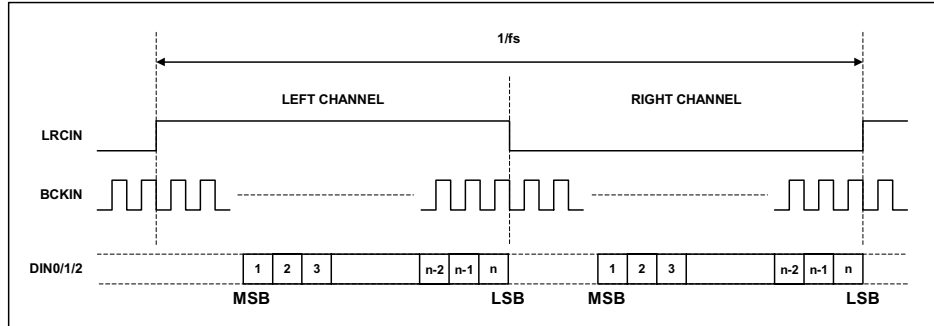 1/fs
LEFT CHANNEL RIGHT CHANNEL
LRCIN
BCKIN
DIN0/1/2 1 2 3 n-2 n-1 n 1 2 3 n-2 n-1 n
MSB LSB MSB LSB